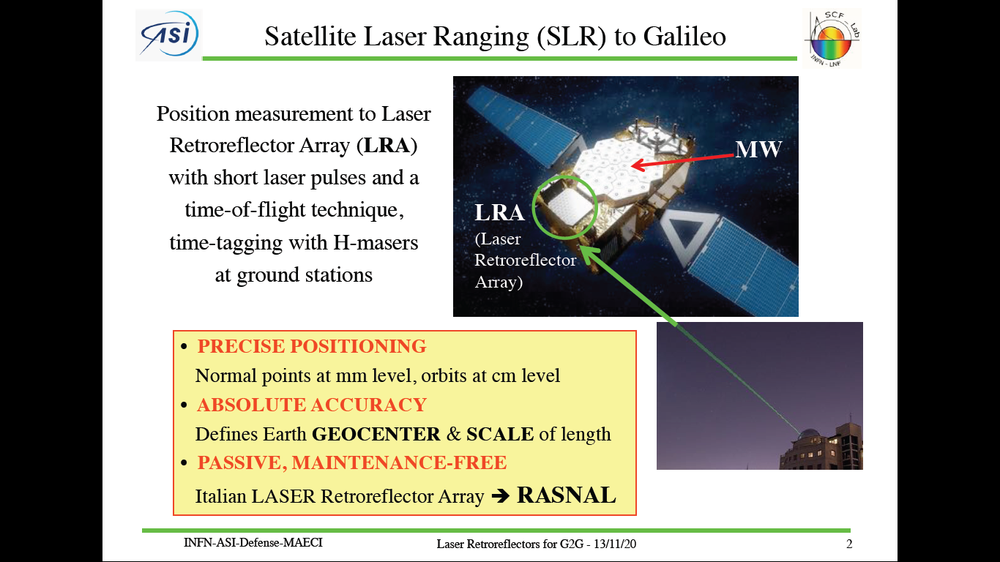 asi
Satellite Laser Ranging (SLR) to Galileo
SCF_Lab
INFN - LNF
Position measurement to Laser
Retroreflector Array (LRA)
with short laser pulses and a
time-of-flight technique,
time-tagging with H-masers
at ground stations
MW
LRA
(Laser
Retroreflector
Array)
• PRECISE POSITIONING
Normal points at mm level, orbits at cm level
• ABSOLUTE ACCURACY
Defines Earth GEOCENTER & SCALE of length
• PASSIVE, MAINTENANCE-FREE
Italian LASER Retroreflector Array ➔ RASNAL
INFN-ASI-Defense-MAECI
Laser Retroreflectors for G2G - 13/11/20
2